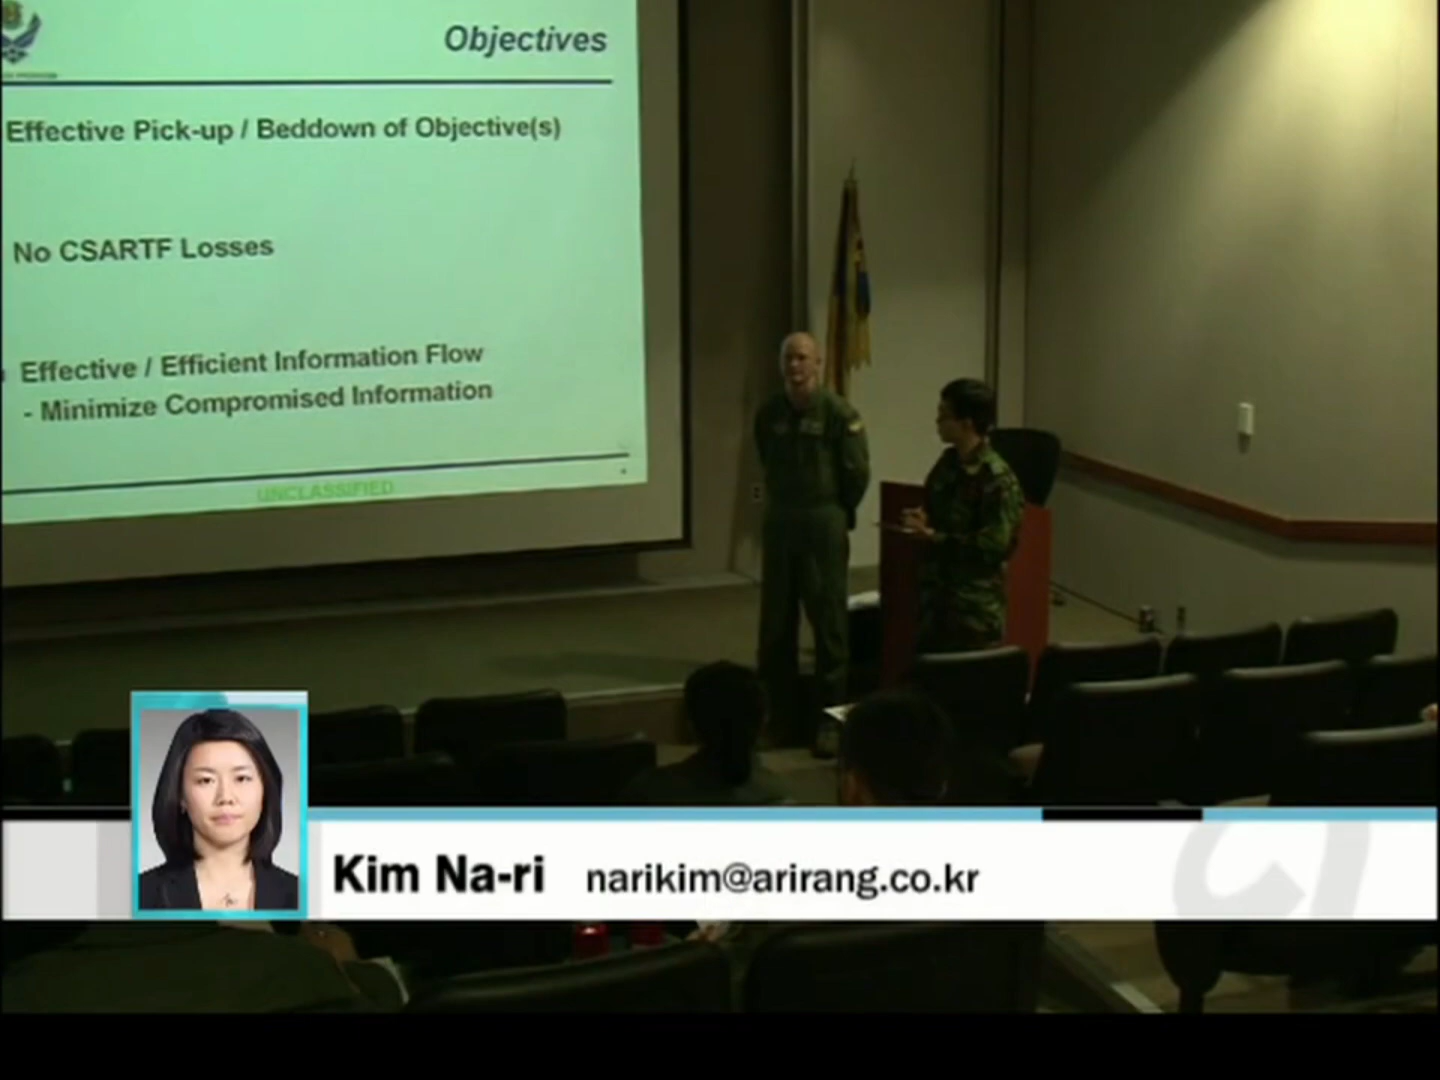 Objectives
Effective Pick-up / Beddown of Objective(s)
No CSARTF Losses
Effective / Efficient Information Flow
- Minimize Compromised Information
UNCLASSIFIED
Kim Na-ri narikim@arirang.co.kr